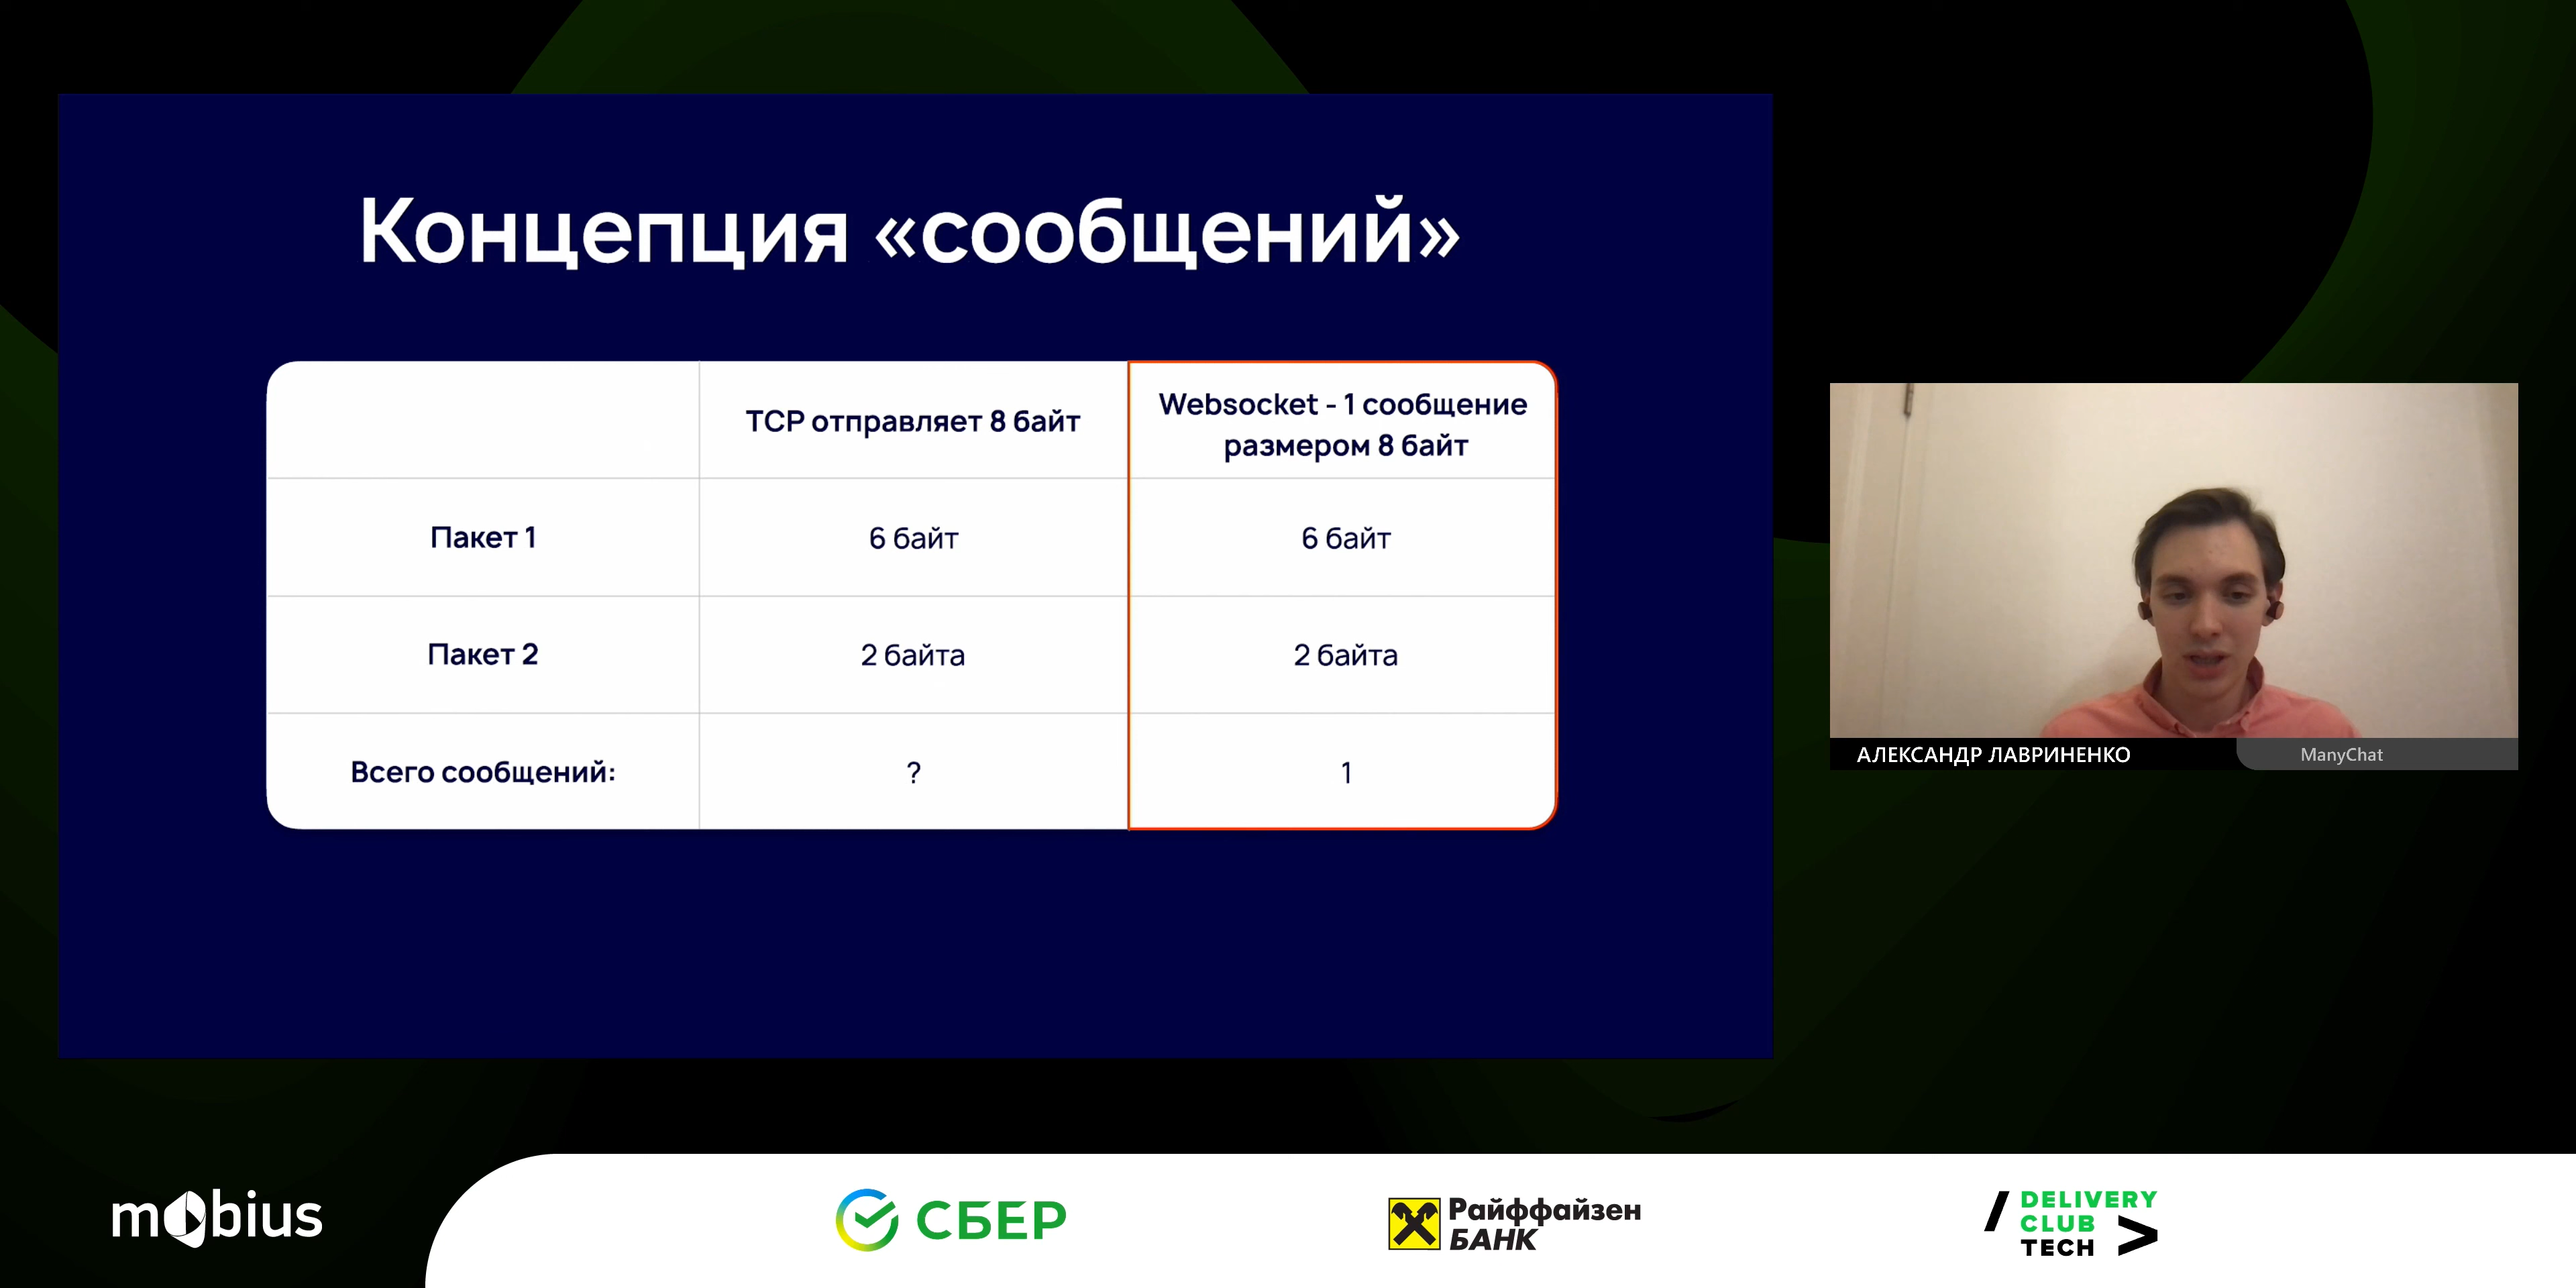 Концепция «сообщений»
TCP отправляет 8 байт
Websocket - 1 сообщение
размером 8 байт
Пакет 1
6 байт
6 байт
Пакет 2
2 байта
2 байта
Всего сообщений:
?
1
АЛЕКСАНДР ЛАВРИНЕНКО
ManyChat
mobius
СБЕР
Райффайзен
БАНК
DELIVERY
CLUB
TECH